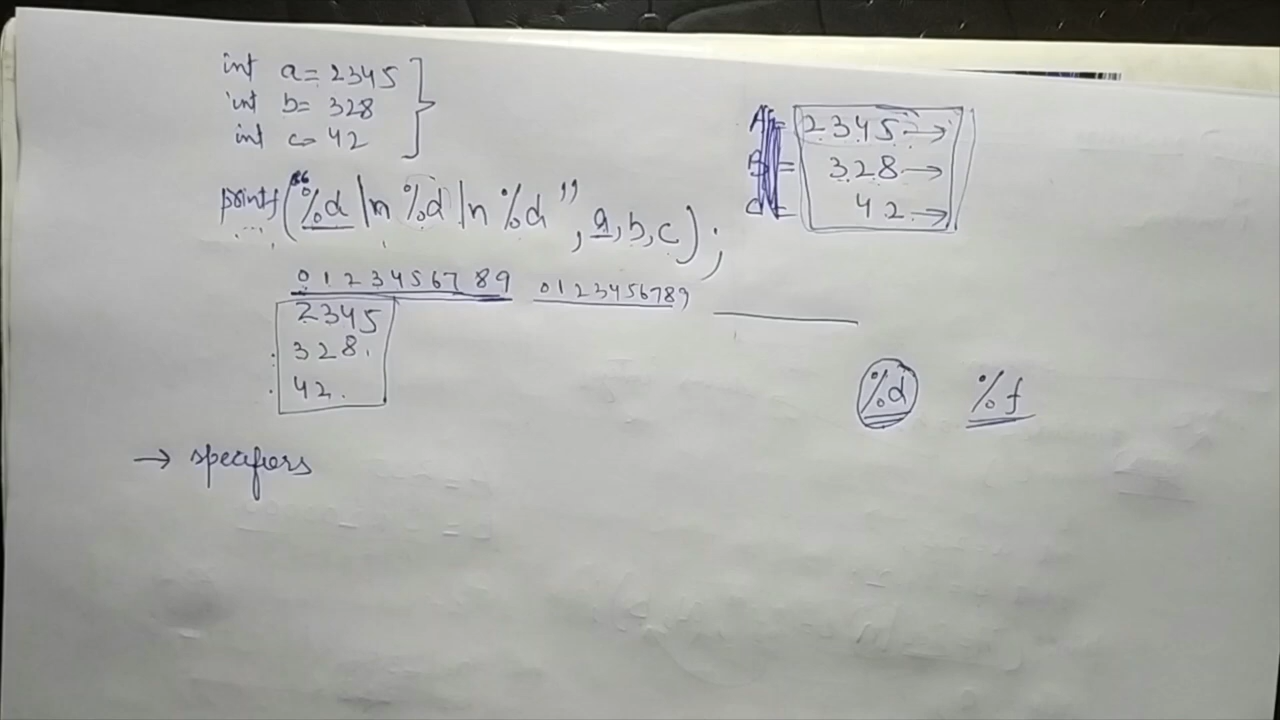 int a= 2345
int b= 328
int c= 42
printf("%d \n %d \n %d", a, b, c);
0 1 2 3 4 5 6 7 8 9 0 1 2 3 4 5 6 7 8 9
2345
328
42
→ specifiers
A = 2345 →
B = 328 →
C = 42 →
%d %f